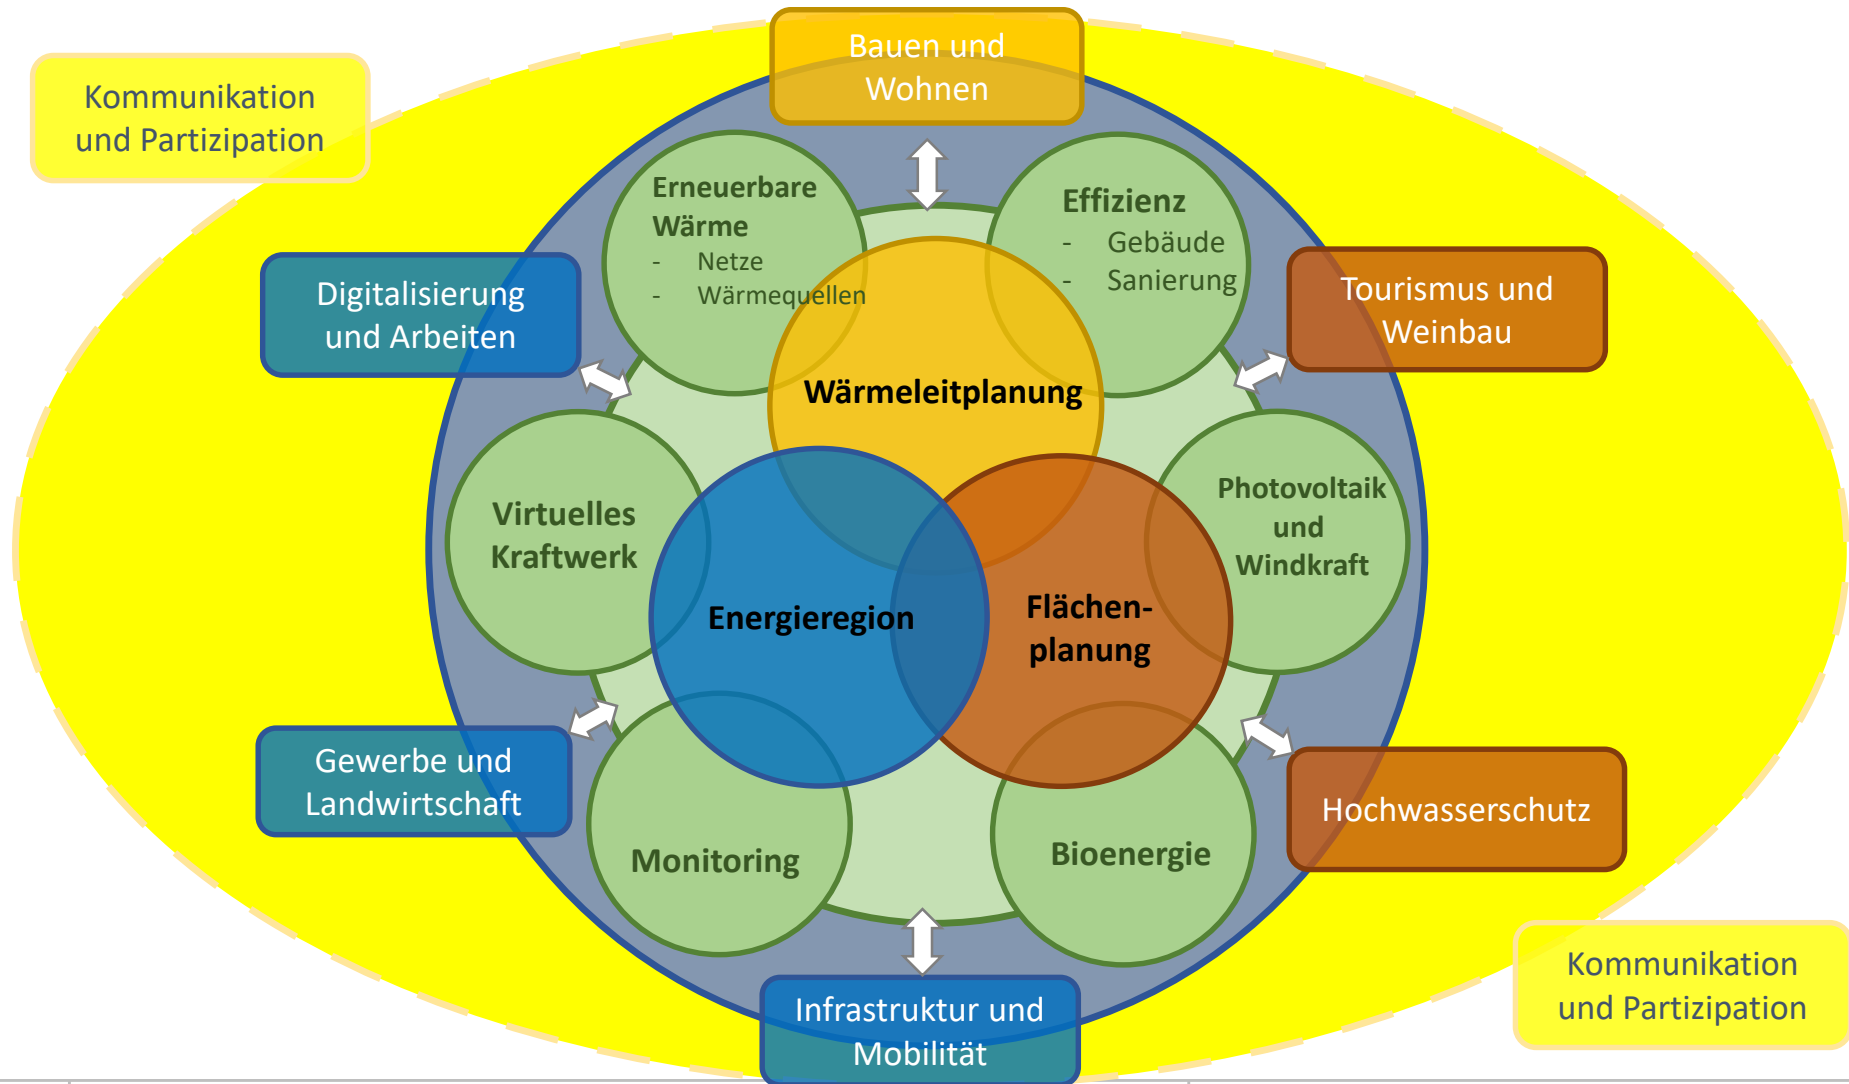 Bauen und
Wohnen
Kommunikation
und Partizipation
Erneuerbare
Wärme
- Netze
- Wärmequellen
Effizienz
- Gebäude
- Sanierung
Digitalisierung
und Arbeiten
Tourismus und
Weinbau
Wärmeleitplanung
Virtuelles
Kraftwerk
Photovoltaik
und
Windkraft
Energieregion
Flächen-
planung
Gewerbe und
Landwirtschaft
Hochwasserschutz
Monitoring
Bioenergie
Kommunikation
und Partizipation
Infrastruktur und
Mobilität